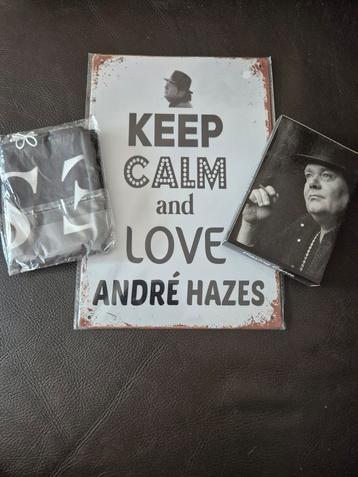 KEEP
CALM
and
LOVE
ANDRÉ HAZES